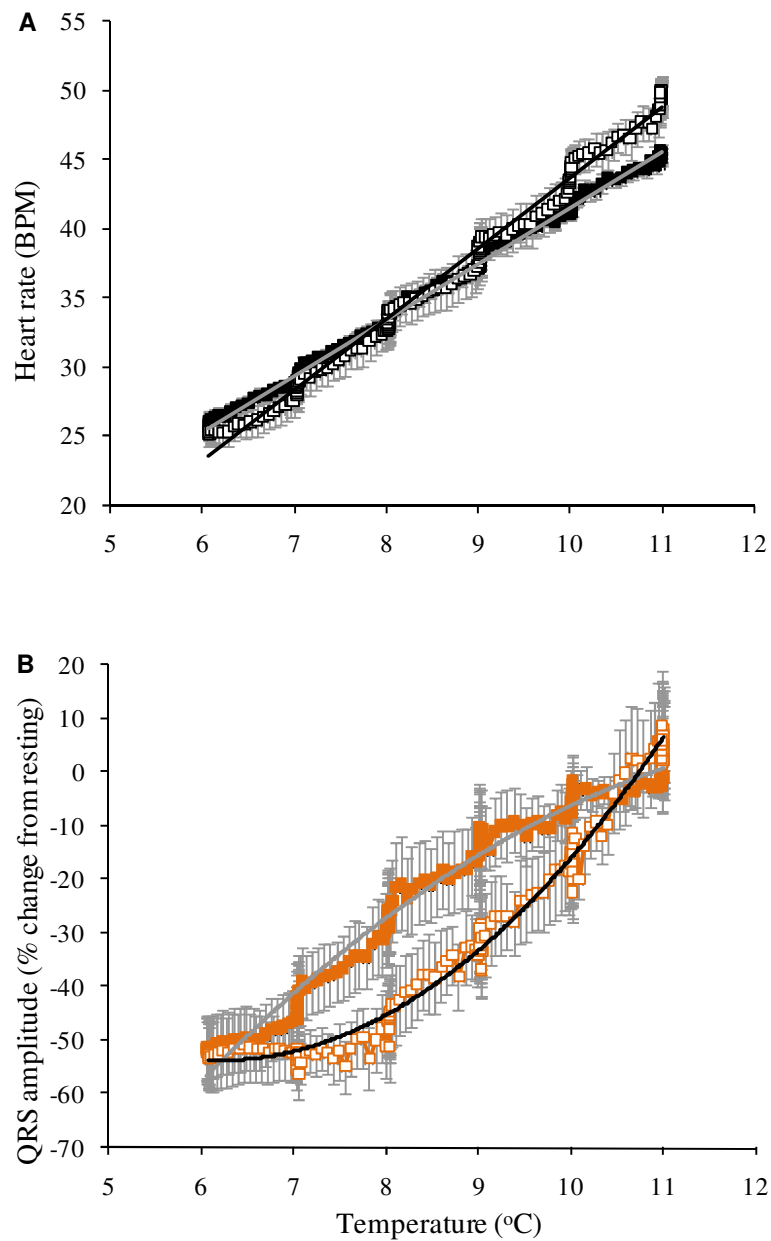 A
55
50
45
40
35
30
25
20
Heart rate (BPM)
5 6 7 8 9 10 11 12
B
20
10
0
-10
-20
-30
-40
-50
-60
-70
QRS amplitude (% change from resting)
5 6 7 8 9 10 11 12
Temperature (°C)